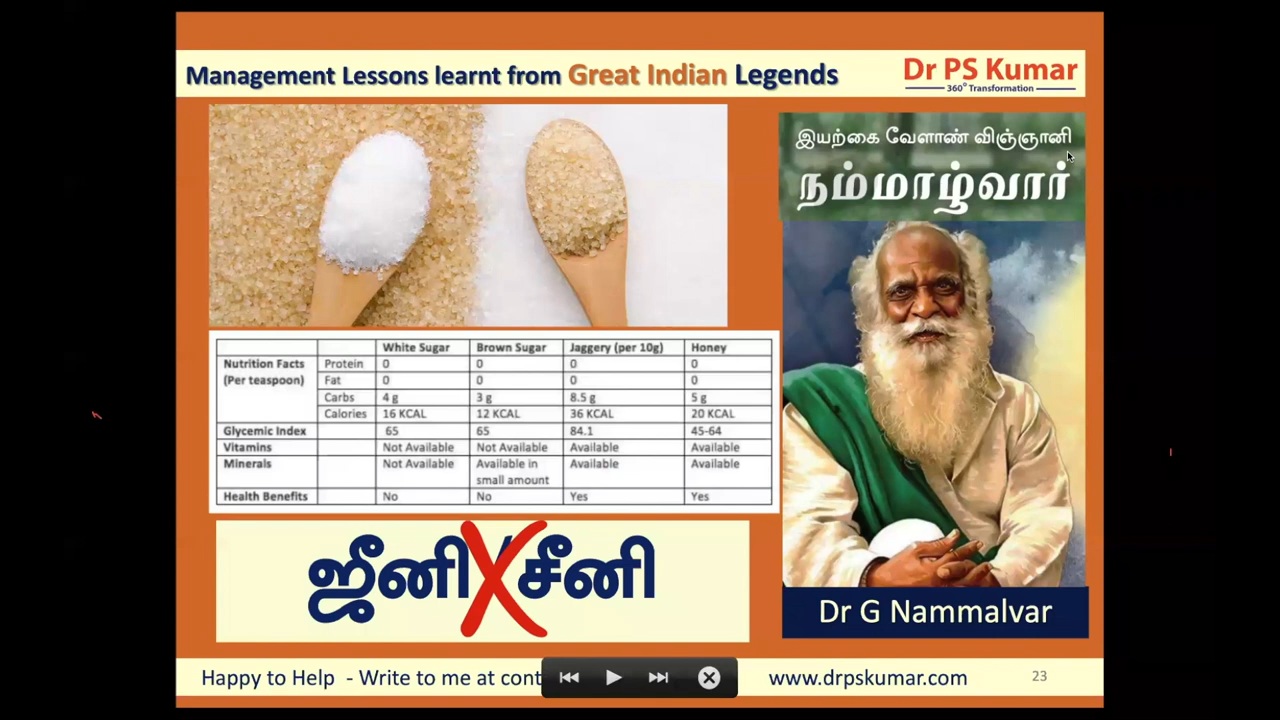 Management Lessons learnt from Great Indian Legends
Dr PS Kumar
360° Transformation
இயற்கை வேளாண் விஞ்ஞானி
நம்மாழ்வார்
White Sugar Brown Sugar Jaggery (per 10g) Honey
Nutrition Facts Protein 0 0 0 0
(Per teaspoon) Fat 0 0 0 0
Carbs 4 g 3 g 8.5 g 5 g
Calories 16 KCAL 12 KCAL 36 KCAL 20 KCAL
Glycemic Index 65 65 84.1 45-64
Vitamins Not Available Not Available Available Available
Minerals Not Available Available in Available Available
small amount
Health Benefits No No Yes Yes
ஜீனி சீனி
Dr G Nammalvar
Happy to Help - Write to me at
www.drpskumar.com
23